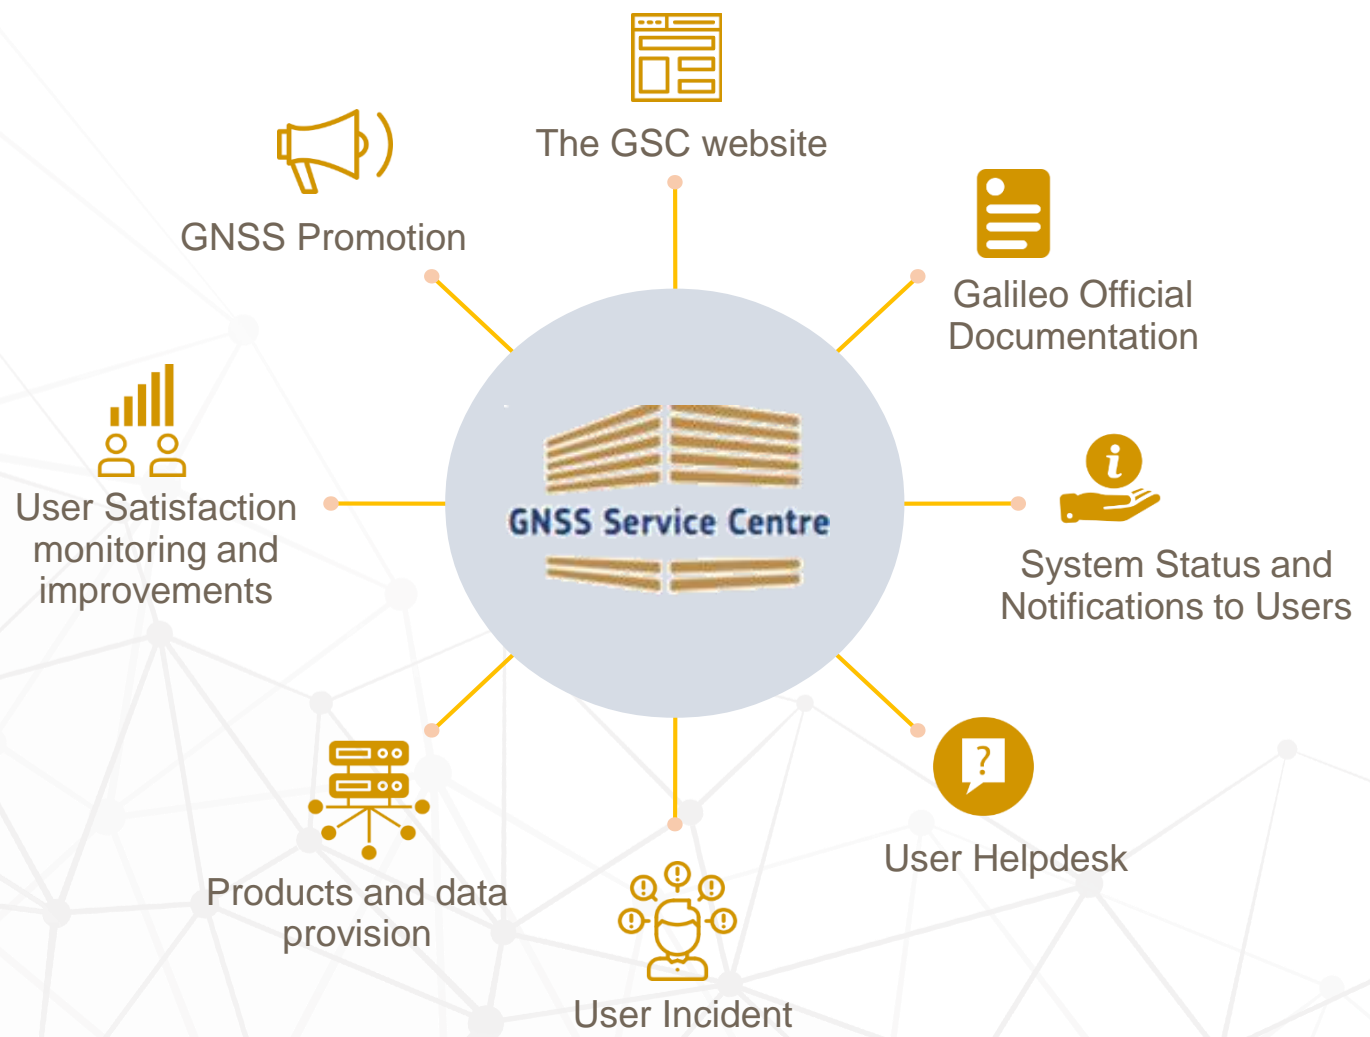 The GSC website
GNSS Promotion
Galileo Official
Documentation
GNSS Service Centre
i
User Satisfaction
monitoring and
improvements
System Status and
Notifications to Users
?
User Helpdesk
Products and data
provision
! ! ! ! !
User Incident